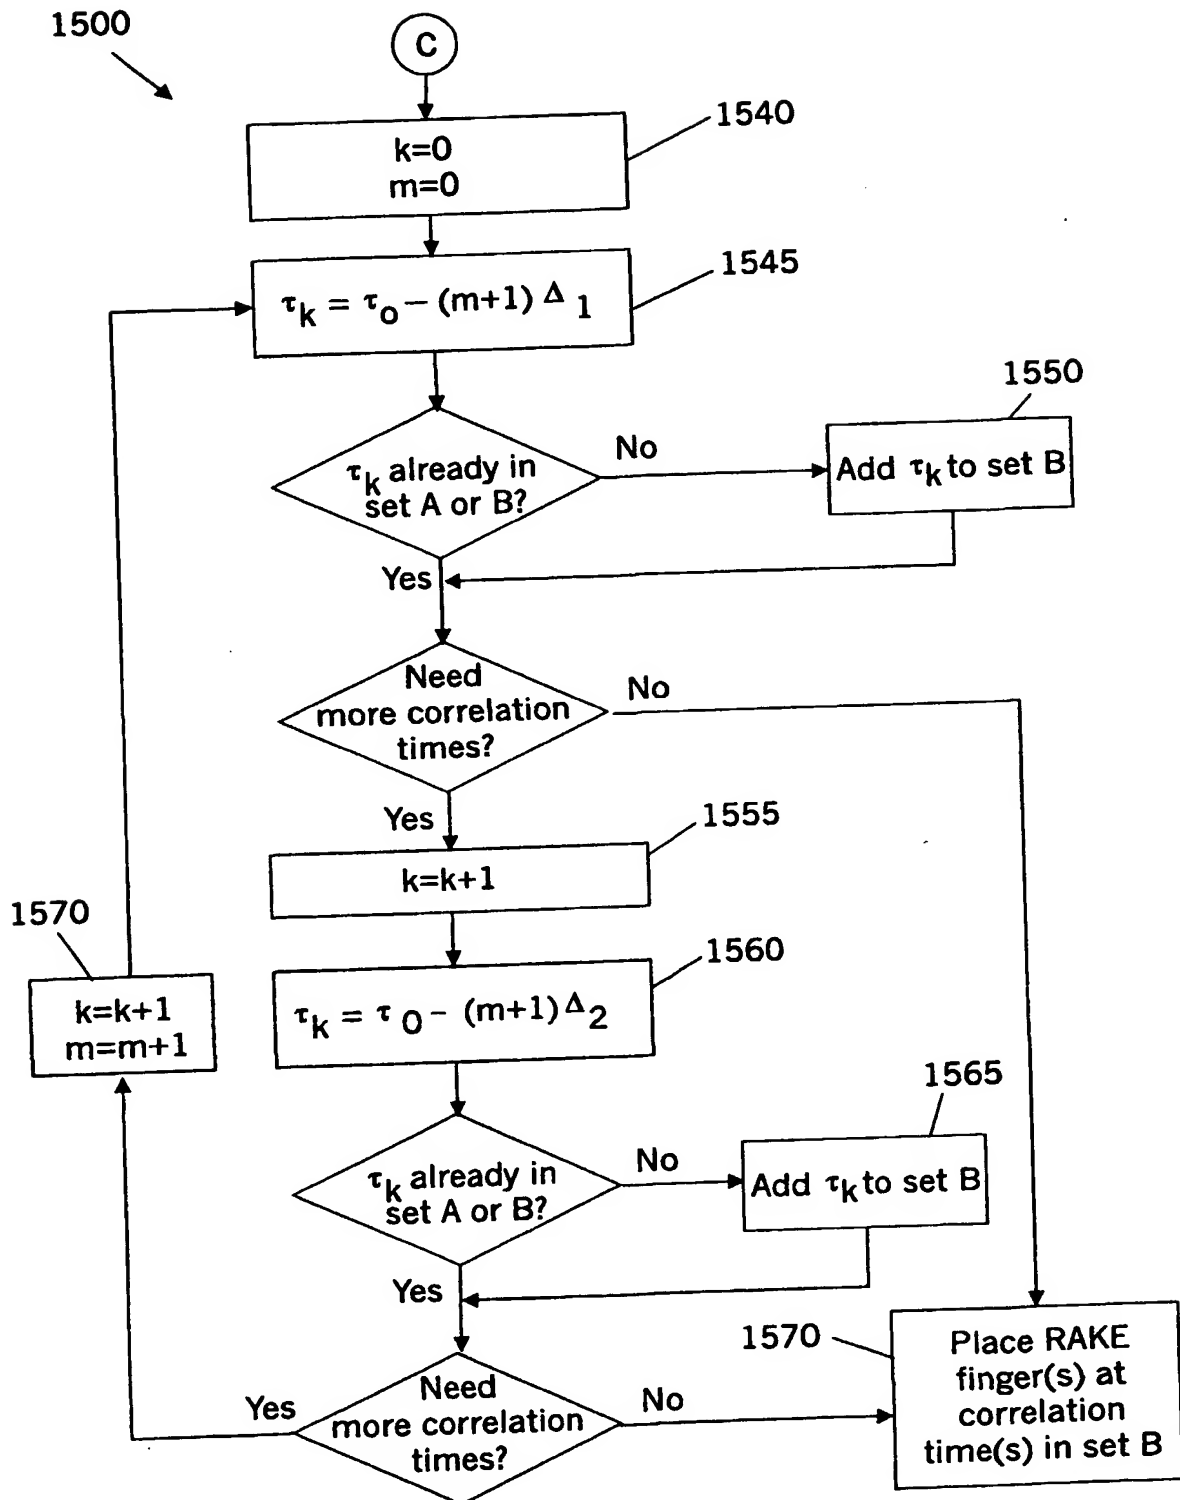 1500
C
1540
k=0
m=0
1545
τk = τo − (m+1) Δ 1
1550
τk already in
set A or B?
No
Add τk to set B
Yes
Need
more correlation
times?
No
Yes
1555
k=k+1
1570
k=k+1
m=m+1
1560
τk = τ0 − (m+1) Δ2
1565
τk already in
set A or B?
No
Add τk to set B
Yes
1570
Place RAKE
finger(s) at
correlation
time(s) in set B
Need
more correlation
times?
Yes
No